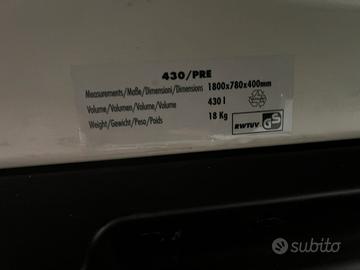 430/PRE
Measurements/Maße/Dimensioni/Dimensions 1800x780x400mm
Volume/Volumen/Volume/Volume 430 l
Weight/Gewicht/Peso/Poids 18 Kg
RWTÜV GS
subito